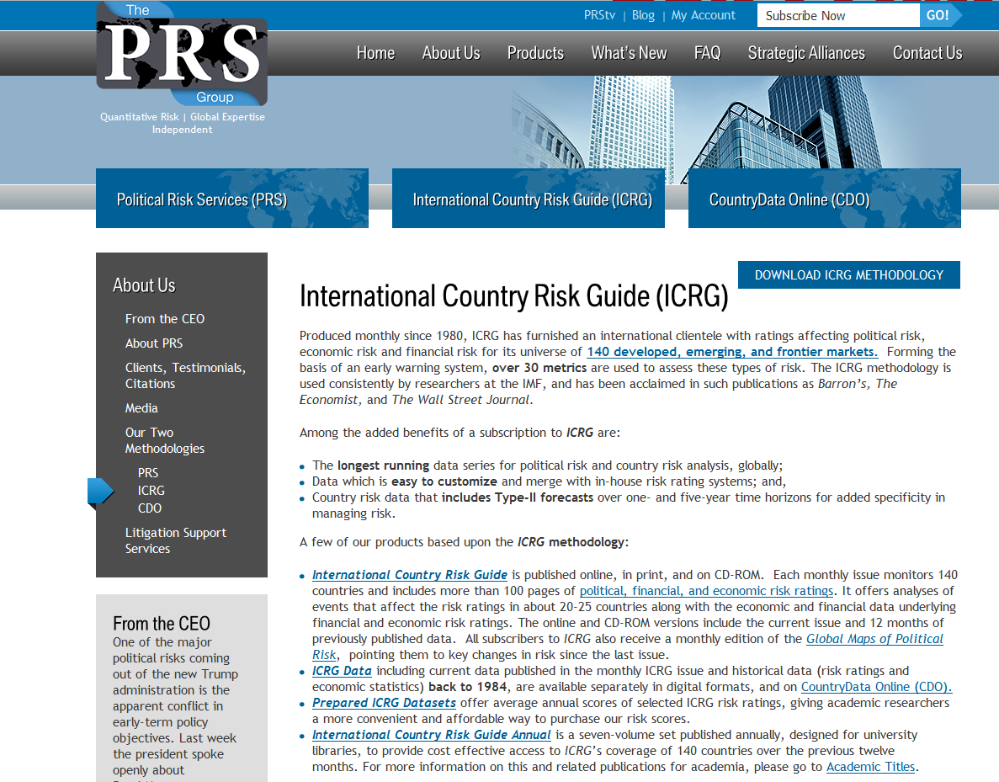 The
PRS
Group
Quantitative Risk | Global Expertise
Independent
PRStv | Blog | My Account
Subscribe Now
GO!
Home
About Us
Products
What's New
FAQ
Strategic Alliances
Contact Us
Political Risk Services (PRS)
International Country Risk Guide (ICRG)
CountryData Online (CDO)
About Us
From the CEO
About PRS
Clients, Testimonials,
Citations
Media
Our Two
Methodologies
PRS
ICRG
CDO
Litigation Support
Services
From the CEO
One of the major
political risks coming
out of the new Trump
administration is the
apparent conflict in
early-term policy
objectives. Last week
the president spoke
openly about
DOWNLOAD ICRG METHODOLOGY
International Country Risk Guide (ICRG)
Produced monthly since 1980, ICRG has furnished an international clientele with ratings affecting political risk,
economic risk and financial risk for its universe of 140 developed, emerging, and frontier markets. Forming the
basis of an early warning system, over 30 metrics are used to assess these types of risk. The ICRG methodology is
used consistently by researchers at the IMF, and has been acclaimed in such publications as Barron's, The
Economist, and The Wall Street Journal.
Among the added benefits of a subscription to ICRG are:
• The longest running data series for political risk and country risk analysis, globally;
• Data which is easy to customize and merge with in-house risk rating systems; and,
• Country risk data that includes Type-II forecasts over one- and five-year time horizons for added specificity in
managing risk.
A few of our products based upon the ICRG methodology:
• International Country Risk Guide is published online, in print, and on CD-ROM. Each monthly issue monitors 140
countries and includes more than 100 pages of political, financial, and economic risk ratings. It offers analyses of
events that affect the risk ratings in about 20-25 countries along with the economic and financial data underlying
financial and economic risk ratings. The online and CD-ROM versions include the current issue and 12 months of
previously published data. All subscribers to ICRG also receive a monthly edition of the Global Maps of Political
Risk, pointing them to key changes in risk since the last issue.
• ICRG Data including current data published in the monthly ICRG issue and historical data (risk ratings and
economic statistics) back to 1984, are available separately in digital formats, and on CountryData Online (CDO).
• Prepared ICRG Datasets offer average annual scores of selected ICRG risk ratings, giving academic researchers
a more convenient and affordable way to purchase our risk scores.
• International Country Risk Guide Annual is a seven-volume set published annually, designed for university
libraries, to provide cost effective access to ICRG's coverage of 140 countries over the previous twelve
months. For more information on this and related publications for academia, please go to Academic Titles.